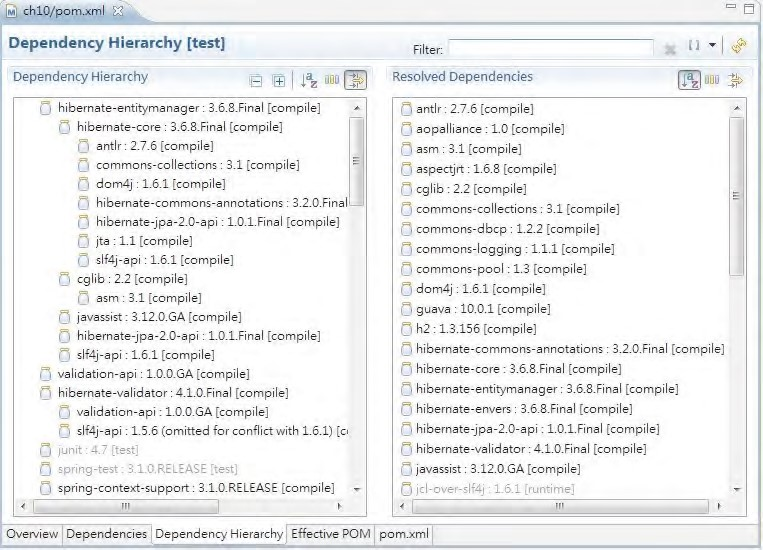 ch10/pom.xml
Dependency Hierarchy [test]
Filter:
Dependency Hierarchy
hibernate-entitymanager : 3.6.8.Final [compile]
hibernate-core : 3.6.8.Final [compile]
antlr : 2.7.6 [compile]
commons-collections : 3.1 [compile]
dom4j : 1.6.1 [compile]
hibernate-commons-annotations : 3.2.0.Final
hibernate-jpa-2.0-api : 1.0.1.Final [compile]
jta : 1.1 [compile]
slf4j-api : 1.6.1 [compile]
cglib : 2.2 [compile]
asm : 3.1 [compile]
javassist : 3.12.0.GA [compile]
hibernate-jpa-2.0-api : 1.0.1.Final [compile]
slf4j-api : 1.6.1 [compile]
validation-api : 1.0.0.GA [compile]
hibernate-validator : 4.1.0.Final [compile]
validation-api : 1.0.0.GA [compile]
slf4j-api : 1.5.6 (omitted for conflict with 1.6.1) [c
junit : 4.7 [test]
spring-test : 3.1.0.RELEASE [test]
spring-context-support : 3.1.0.RELEASE [compile]
Resolved Dependencies
antlr : 2.7.6 [compile]
aopalliance : 1.0 [compile]
asm : 3.1 [compile]
aspectjrt : 1.6.8 [compile]
cglib : 2.2 [compile]
commons-collections : 3.1 [compile]
commons-dbcp : 1.2.2 [compile]
commons-logging : 1.1.1 [compile]
commons-pool : 1.3 [compile]
dom4j : 1.6.1 [compile]
guava : 10.0.1 [compile]
h2 : 1.3.156 [compile]
hibernate-commons-annotations : 3.2.0.Final [compile]
hibernate-core : 3.6.8.Final [compile]
hibernate-entitymanager : 3.6.8.Final [compile]
hibernate-envers : 3.6.8.Final [compile]
hibernate-jpa-2.0-api : 1.0.1.Final [compile]
hibernate-validator : 4.1.0.Final [compile]
javassist : 3.12.0.GA [compile]
jcl-over-slf4j : 1.6.1 [runtime]
Overview Dependencies Dependency Hierarchy Effective POM pom.xml